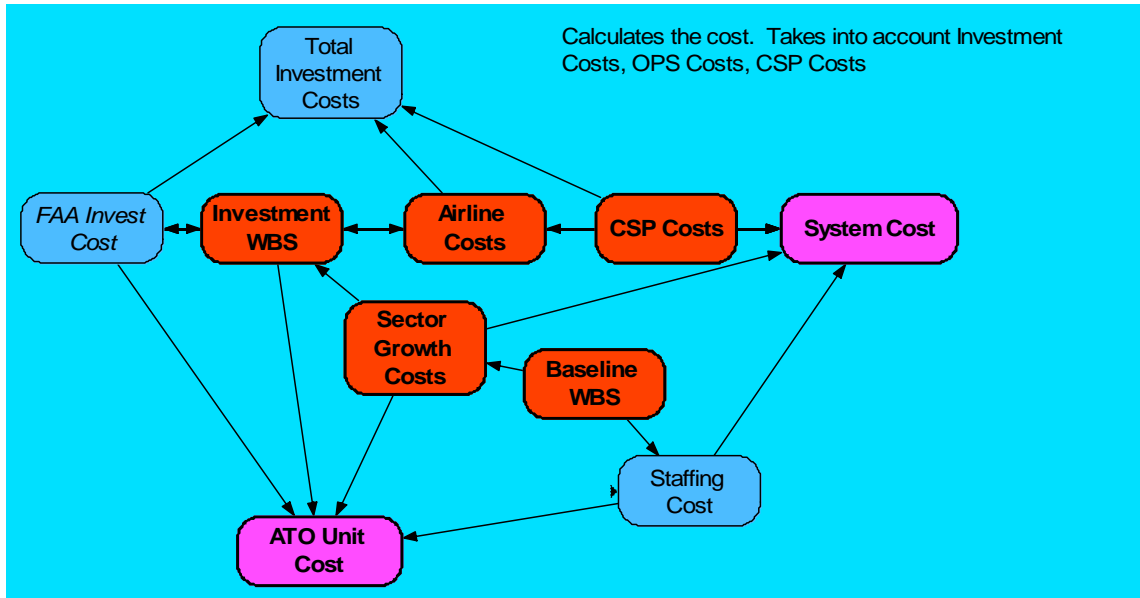 Total
Investment
Costs
Calculates the cost.  Takes into account Investment
Costs, OPS Costs, CSP Costs
FAA Invest
Cost
Investment
WBS
Airline
Costs
CSP Costs
System Cost
Sector
Growth
Costs
Baseline
WBS
Staffing
Cost
ATO Unit
Cost